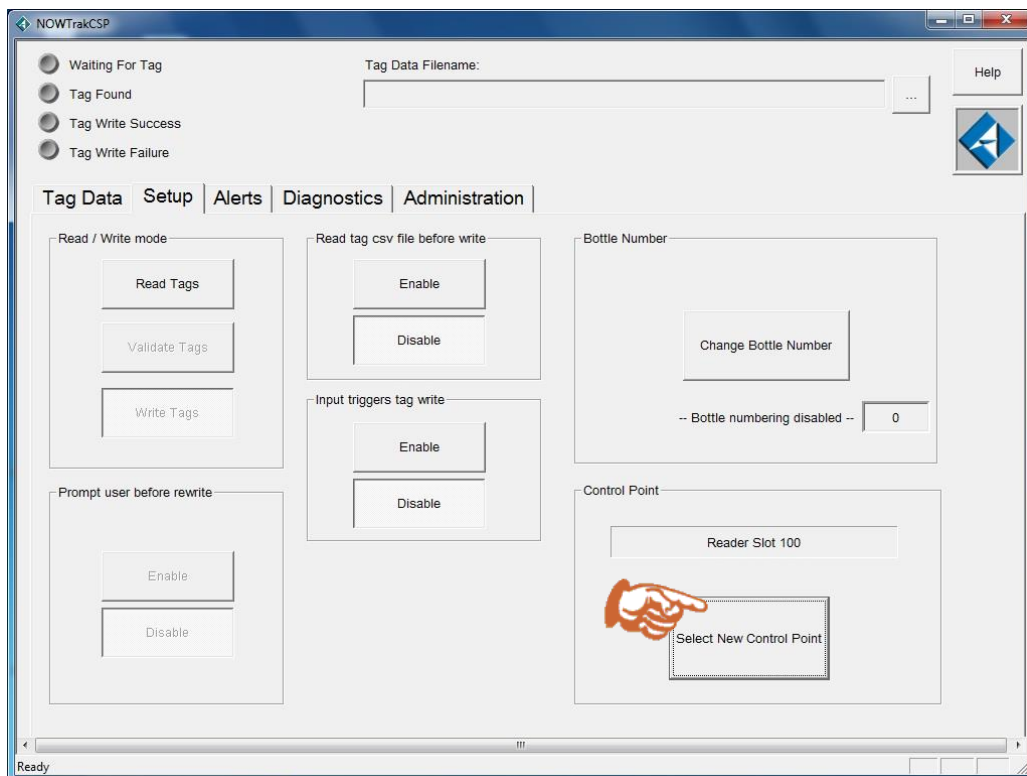 NOWTrakCSP
Waiting For Tag
Tag Found
Tag Write Success
Tag Write Failure
Tag Data Filename:
...
Help
Tag Data
Setup
Alerts
Diagnostics
Administration
Read / Write mode
Read Tags
Validate Tags
Write Tags
Prompt user before rewrite
Enable
Disable
Read tag csv file before write
Enable
Disable
Input triggers tag write
Enable
Disable
Bottle Number
Change Bottle Number
-- Bottle numbering disabled -- 0
Control Point
Reader Slot 100
Select New Control Point
Ready